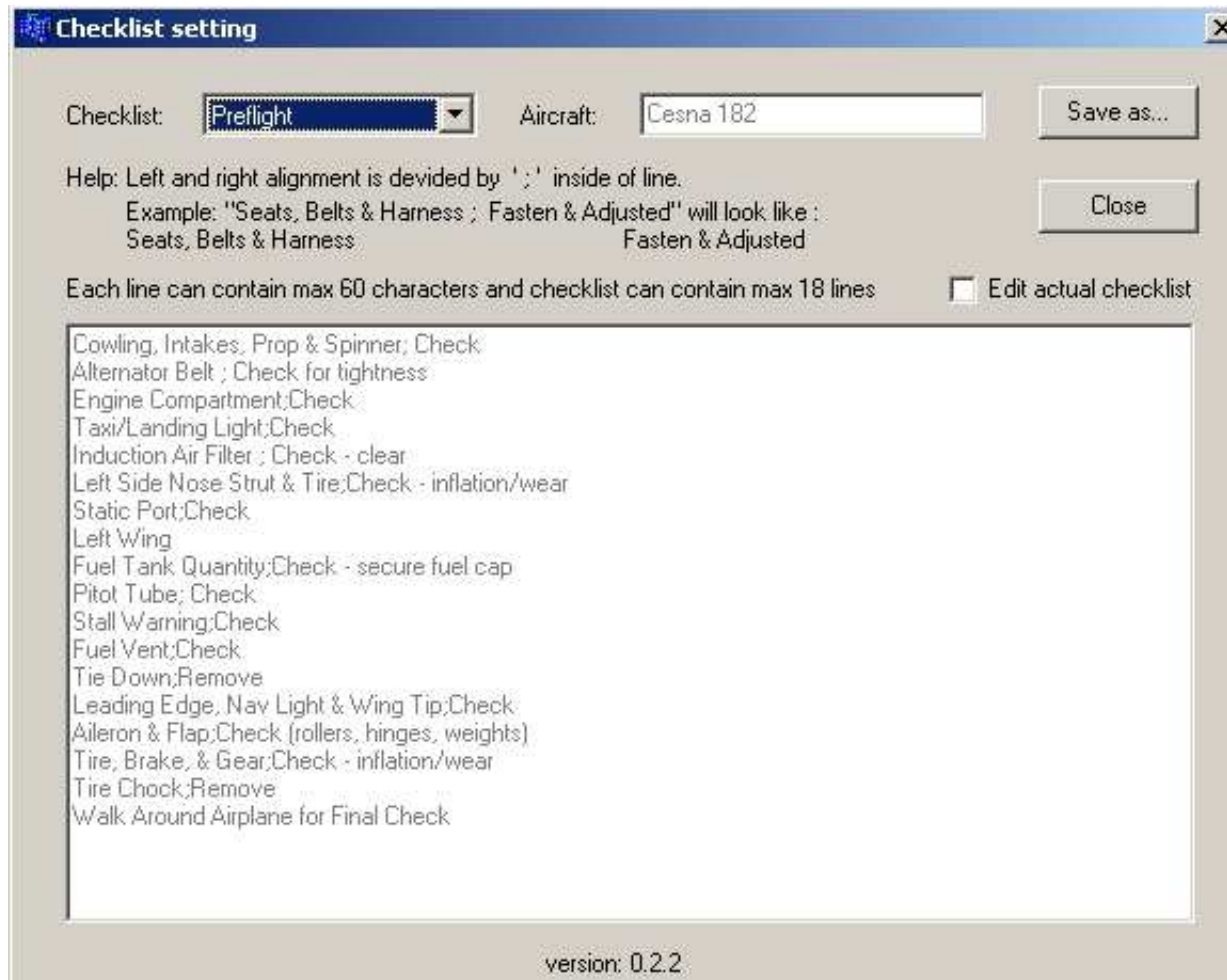 Checklist setting
Checklist: Preflight Aircraft: Cesna 182 Save as...
Help: Left and right alignment is devided by ' ; ' inside of line.
Example: "Seats, Belts & Harness ; Fasten & Adjusted" will look like :
Seats, Belts & Harness Fasten & Adjusted
Close
Each line can contain max 60 characters and checklist can contain max 18 lines Edit actual checklist
Cowling, Intakes, Prop & Spinner; Check
Alternator Belt ; Check for tightness
Engine Compartment;Check
Taxi/Landing Light;Check
Induction Air Filter ; Check - clear
Left Side Nose Strut & Tire;Check - inflation/wear
Static Port;Check
Left Wing
Fuel Tank Quantity;Check - secure fuel cap
Pitot Tube; Check
Stall Warning;Check
Fuel Vent;Check
Tie Down;Remove
Leading Edge, Nav Light & Wing Tip;Check
Aileron & Flap;Check (rollers, hinges, weights)
Tire, Brake, & Gear;Check - inflation/wear
Tire Chock;Remove
Walk Around Airplane for Final Check
version: 0.2.2